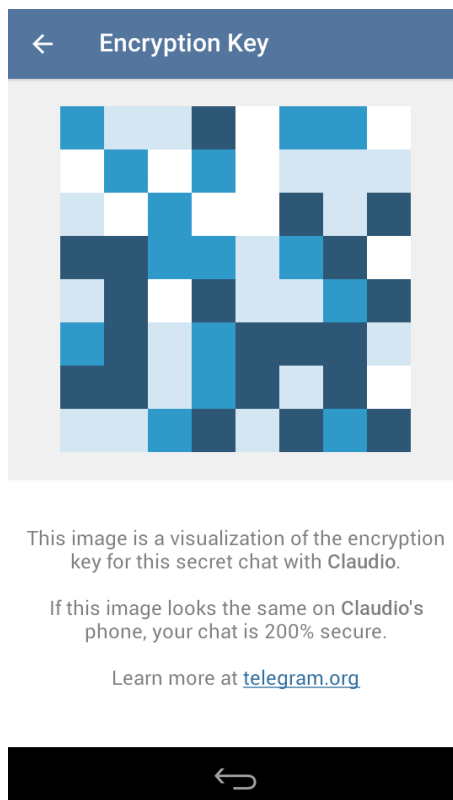 Encryption Key
This image is a visualization of the encryption
key for this secret chat with Claudio.
If this image looks the same on Claudio's
phone, your chat is 200% secure.
Learn more at telegram.org